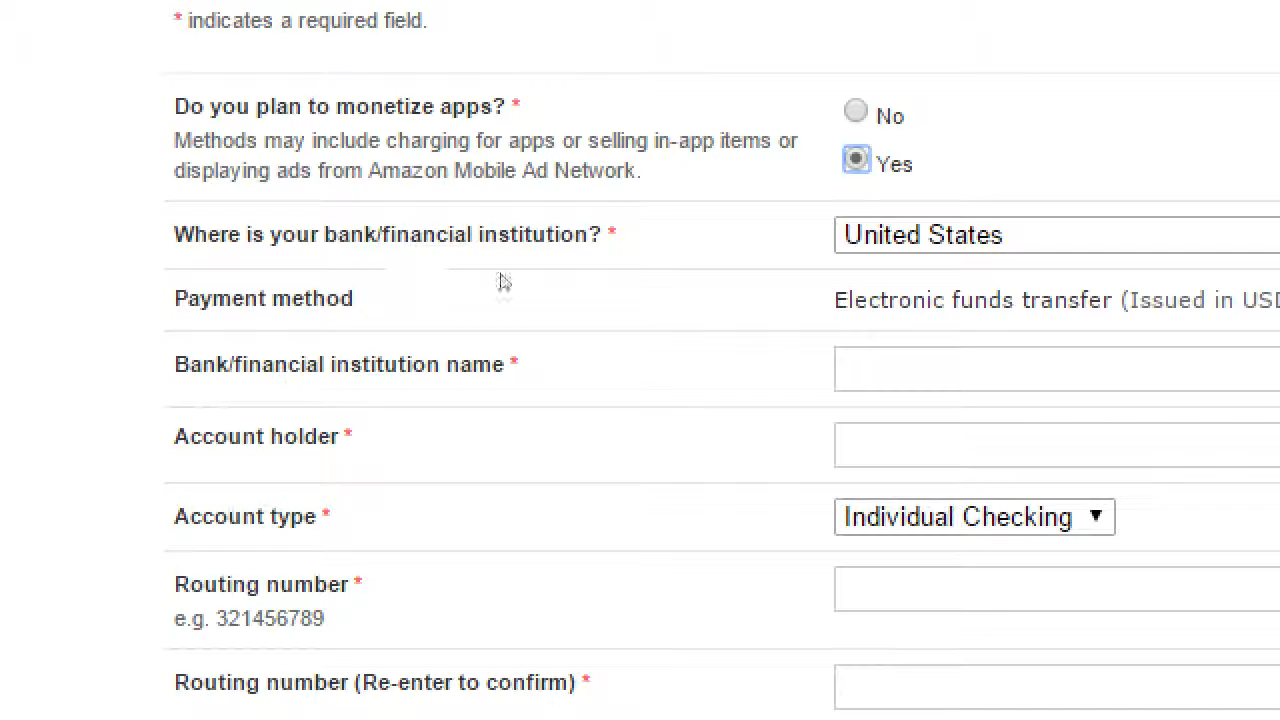 * indicates a required field.
Do you plan to monetize apps? *
No
Methods may include charging for apps or selling in-app items or
displaying ads from Amazon Mobile Ad Network.
Yes
Where is your bank/financial institution? *
United States
Payment method
Electronic funds transfer (Issued in USD
Bank/financial institution name *
Account holder *
Account type *
Individual Checking
Routing number *
e.g. 321456789
Routing number (Re-enter to confirm) *